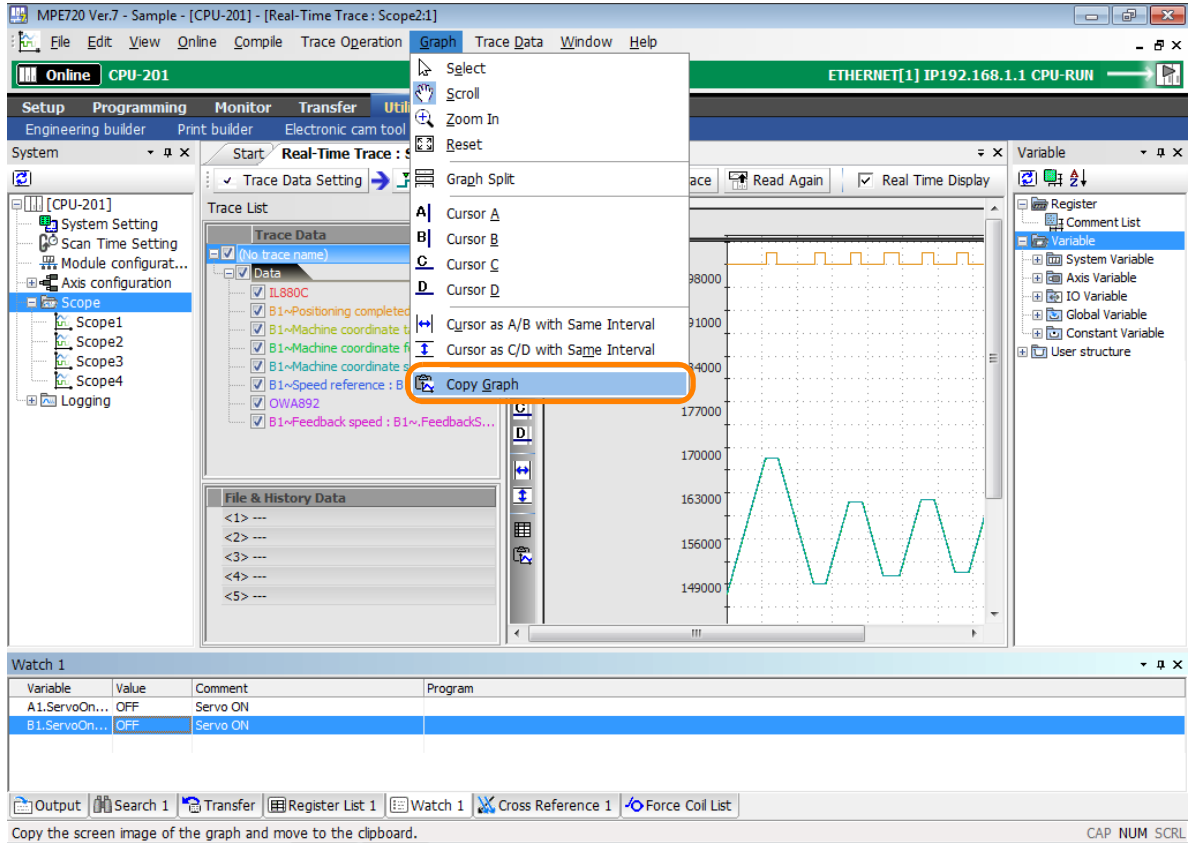 MPE720 Ver.7 - Sample - [CPU-201] - [Real-Time Trace : Scope2:1]
File Edit View Online Compile Trace Operation Graph Trace Data Window Help
Online CPU-201
ETHERNET[1] IP192.168.1.1 CPU-RUN
Setup Programming Monitor Transfer Utili
Engineering builder Print builder Electronic cam tool
Select
Scroll
Zoom In
Reset
Graph Split
A Cursor A
B Cursor B
C Cursor C
D Cursor D
Cursor as A/B with Same Interval
Cursor as C/D with Same Interval
Copy Graph
System
[CPU-201]
System Setting
Scan Time Setting
Module configurat...
Axis configuration
Scope
Scope1
Scope2
Scope3
Scope4
Logging
Start Real-Time Trace : S
Trace Data Setting
ace Read Again Real Time Display
Trace List
Trace Data
(No trace name)
Data
IL880C
B1~Positioning completed
B1~Machine coordinate t
B1~Machine coordinate f
B1~Machine coordinate s
B1~Speed reference : B
OWA892
B1~Feedback speed : B1~.FeedbackS...
File & History Data
<1> ---
<2> ---
<3> ---
<4> ---
<5> ---
C
D
98000
91000
84000
177000
170000
163000
156000
149000
Variable
Register
Comment List
Variable
System Variable
Axis Variable
IO Variable
Global Variable
Constant Variable
User structure
Watch 1
Variable Value Comment Program
A1.ServoOn... OFF Servo ON
B1.ServoOn... OFF Servo ON
Output Search 1 Transfer Register List 1 Watch 1 Cross Reference 1 Force Coil List
Copy the screen image of the graph and move to the clipboard.
CAP NUM SCRL